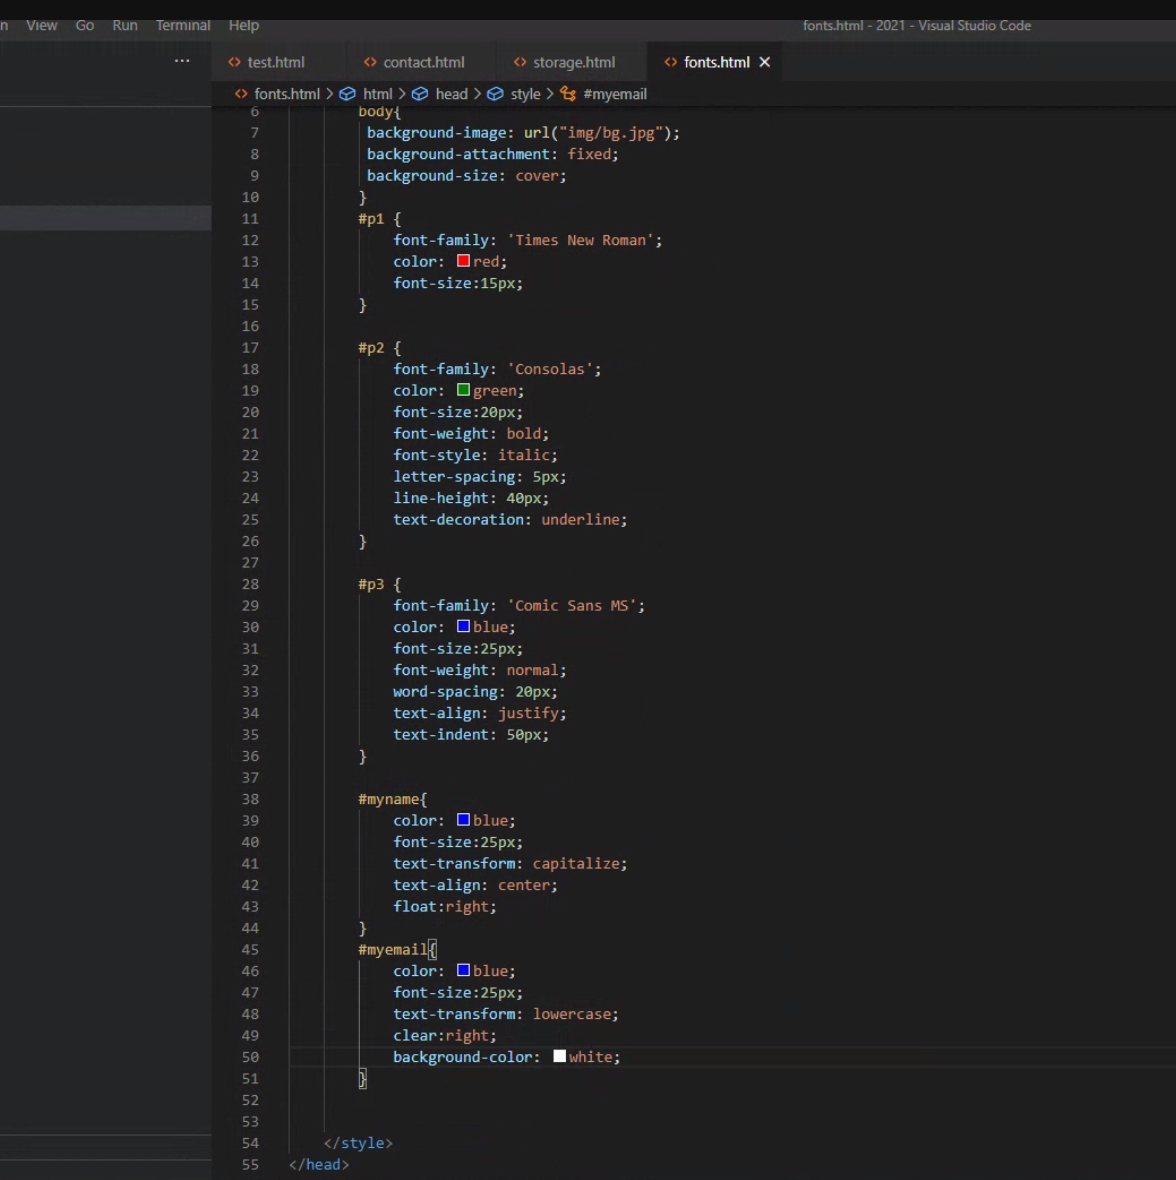 n View Go Run Terminal Help fonts.html - 2021 - Visual Studio Code
··· <> test.html <> contact.html <> storage.html <> fonts.html ×
<> fonts.html > html > head > style > #myemail
6 body{
7 background-image: url("img/bg.jpg");
8 background-attachment: fixed;
9 background-size: cover;
10 }
11 #p1 {
12 font-family: 'Times New Roman';
13 color: red;
14 font-size:15px;
15 }
16
17 #p2 {
18 font-family: 'Consolas';
19 color: green;
20 font-size:20px;
21 font-weight: bold;
22 font-style: italic;
23 letter-spacing: 5px;
24 line-height: 40px;
25 text-decoration: underline;
26 }
27
28 #p3 {
29 font-family: 'Comic Sans MS';
30 color: blue;
31 font-size:25px;
32 font-weight: normal;
33 word-spacing: 20px;
34 text-align: justify;
35 text-indent: 50px;
36 }
37
38 #myname{
39 color: blue;
40 font-size:25px;
41 text-transform: capitalize;
42 text-align: center;
43 float:right;
44 }
45 #myemail{
46 color: blue;
47 font-size:25px;
48 text-transform: lowercase;
49 clear:right;
50 background-color: white;
51 }
52
53
54 </style>
55 </head>